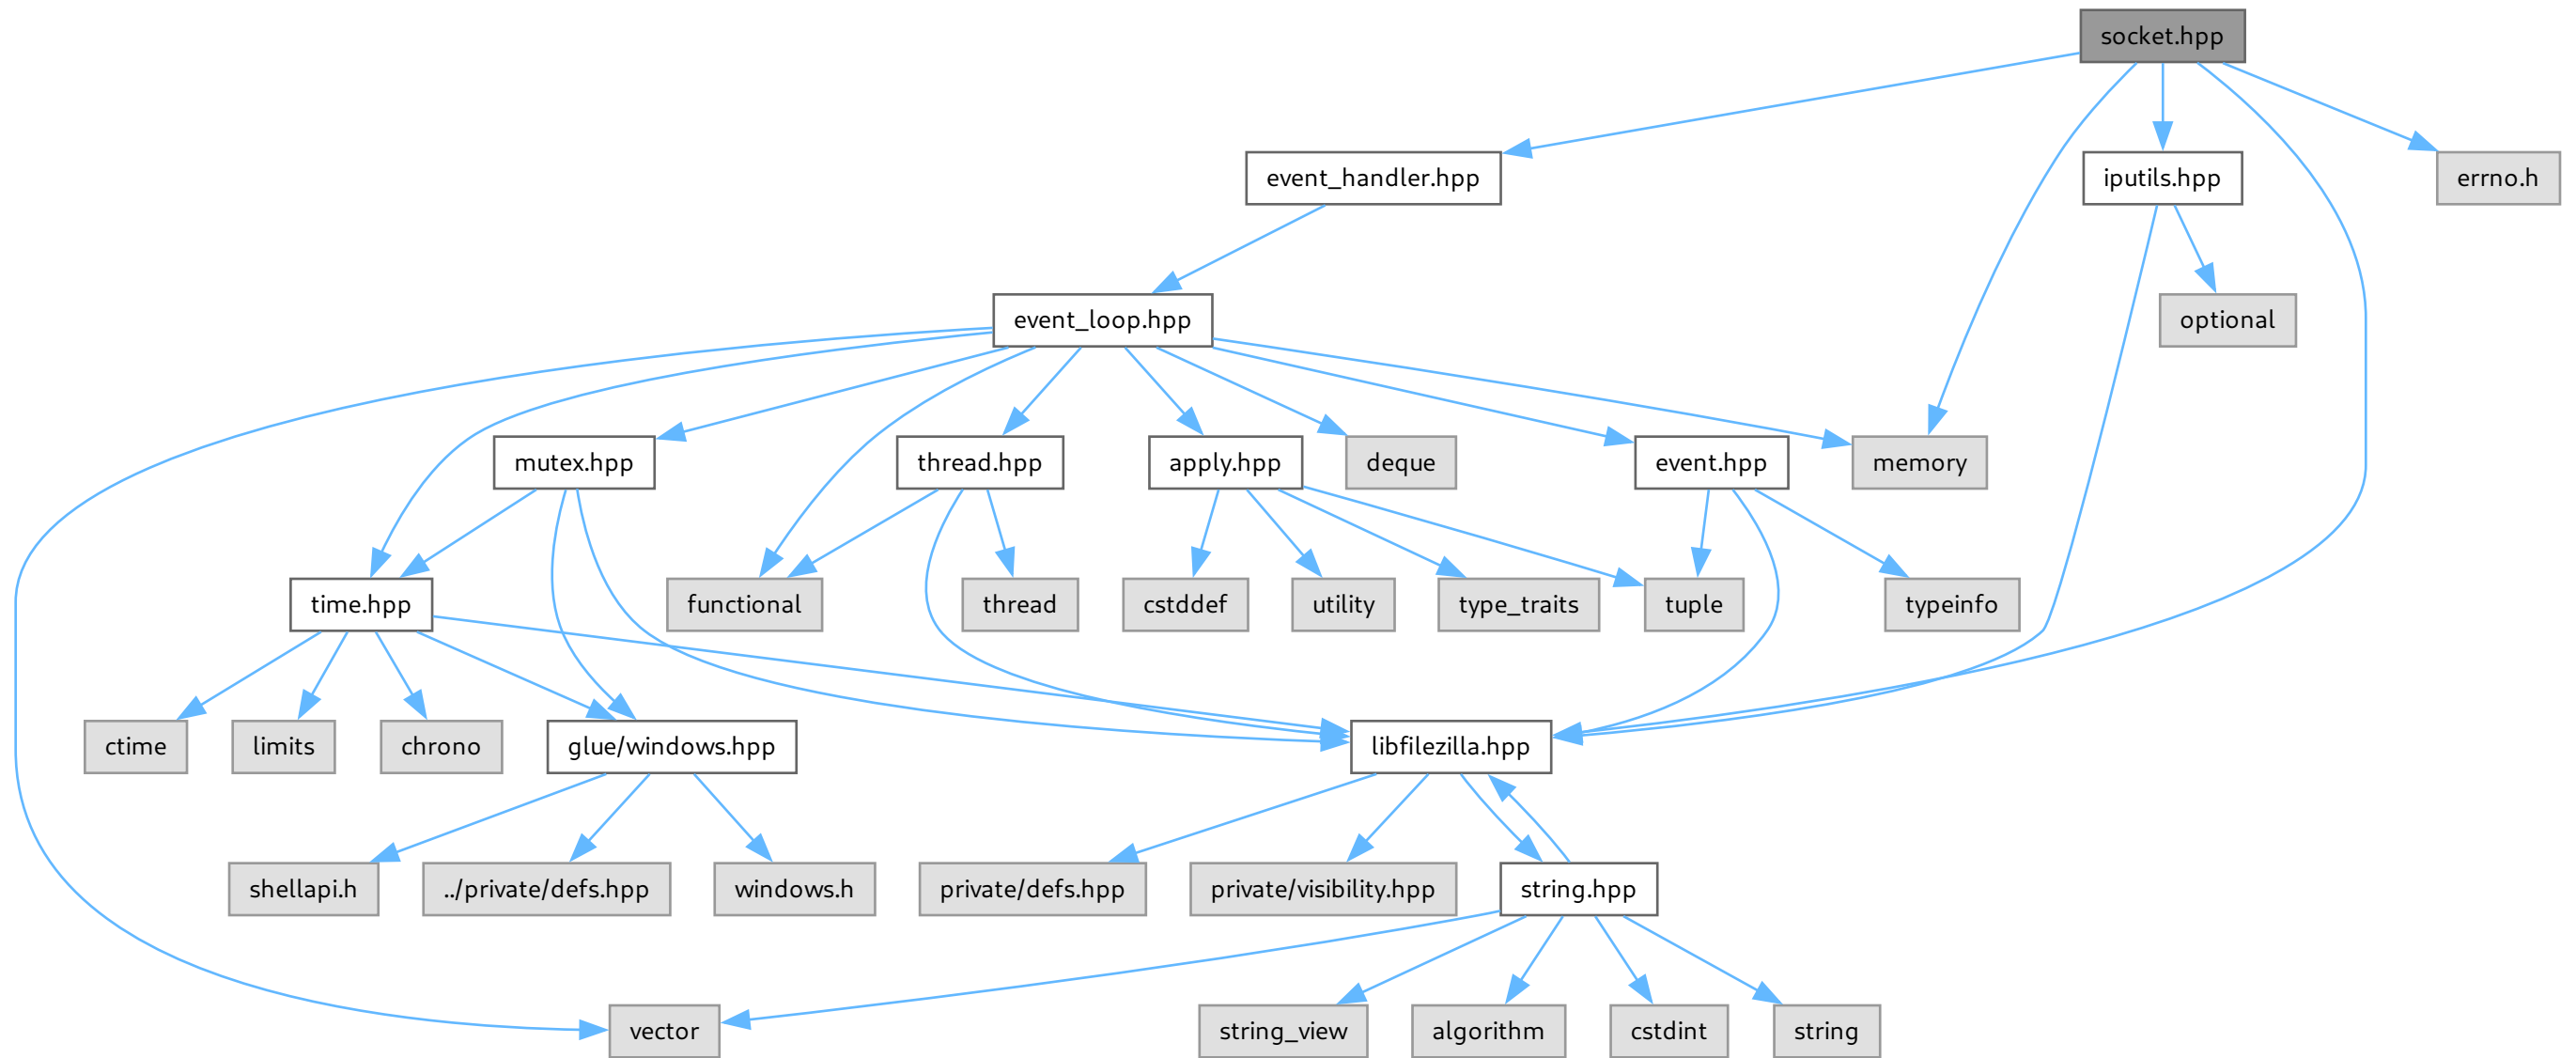 socket.hpp
event_handler.hpp
iputils.hpp
errno.h
event_loop.hpp
optional
mutex.hpp
thread.hpp
apply.hpp
deque
event.hpp
memory
time.hpp
functional
thread
cstddef
utility
type_traits
tuple
typeinfo
ctime
limits
chrono
glue/windows.hpp
libfilezilla.hpp
shellapi.h
../private/defs.hpp
windows.h
private/defs.hpp
private/visibility.hpp
string.hpp
vector
string_view
algorithm
cstdint
string